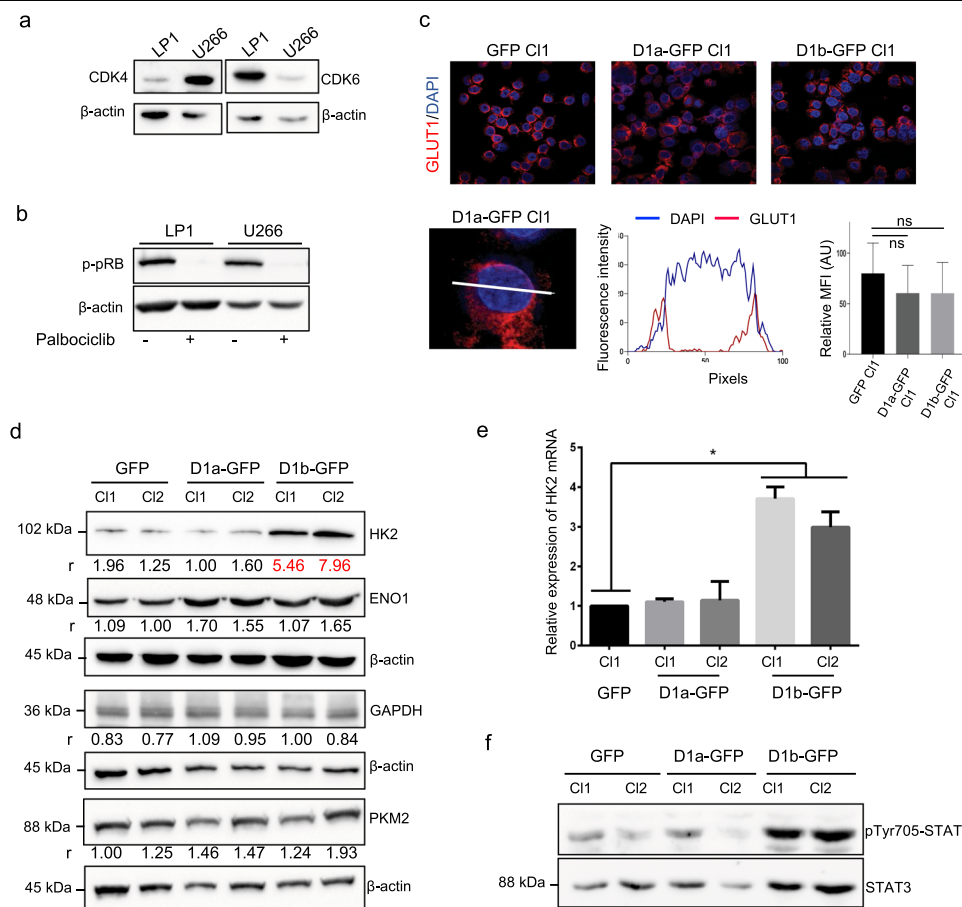 a
LP1 U266 LP1 U266
CDK4 CDK6
β-actin β-actin
b
LP1 U266
p-pRB
β-actin
Palbociclib - + - +
c
GFP Cl1 D1a-GFP Cl1 D1b-GFP Cl1
GLUT1/DAPI
D1a-GFP Cl1
DAPI GLUT1
Fluorescence intensity
0 50 100
Pixels
Relative MFI (AU)
100
50
0
ns
ns
GFP Cl1
D1a-GFP Cl1
D1b-GFP Cl1
d
GFP D1a-GFP D1b-GFP
Cl1 Cl2 Cl1 Cl2 Cl1 Cl2
102 kDa HK2
r 1.96 1.25 1.00 1.60 5.46 7.96
48 kDa ENO1
r 1.09 1.00 1.70 1.55 1.07 1.65
45 kDa β-actin
36 kDa GAPDH
r 0.83 0.77 1.09 0.95 1.00 0.84
45 kDa β-actin
88 kDa PKM2
r 1.00 1.25 1.46 1.47 1.24 1.93
45 kDa β-actin
e
Relative expression of HK2 mRNA
5
4
3
2
1
0
*
Cl1 Cl1 Cl2 Cl1 Cl2
GFP D1a-GFP D1b-GFP
f
GFP D1a-GFP D1b-GFP
Cl1 Cl2 Cl1 Cl2 Cl1 Cl2
pTyr705-STAT
88 kDa STAT3